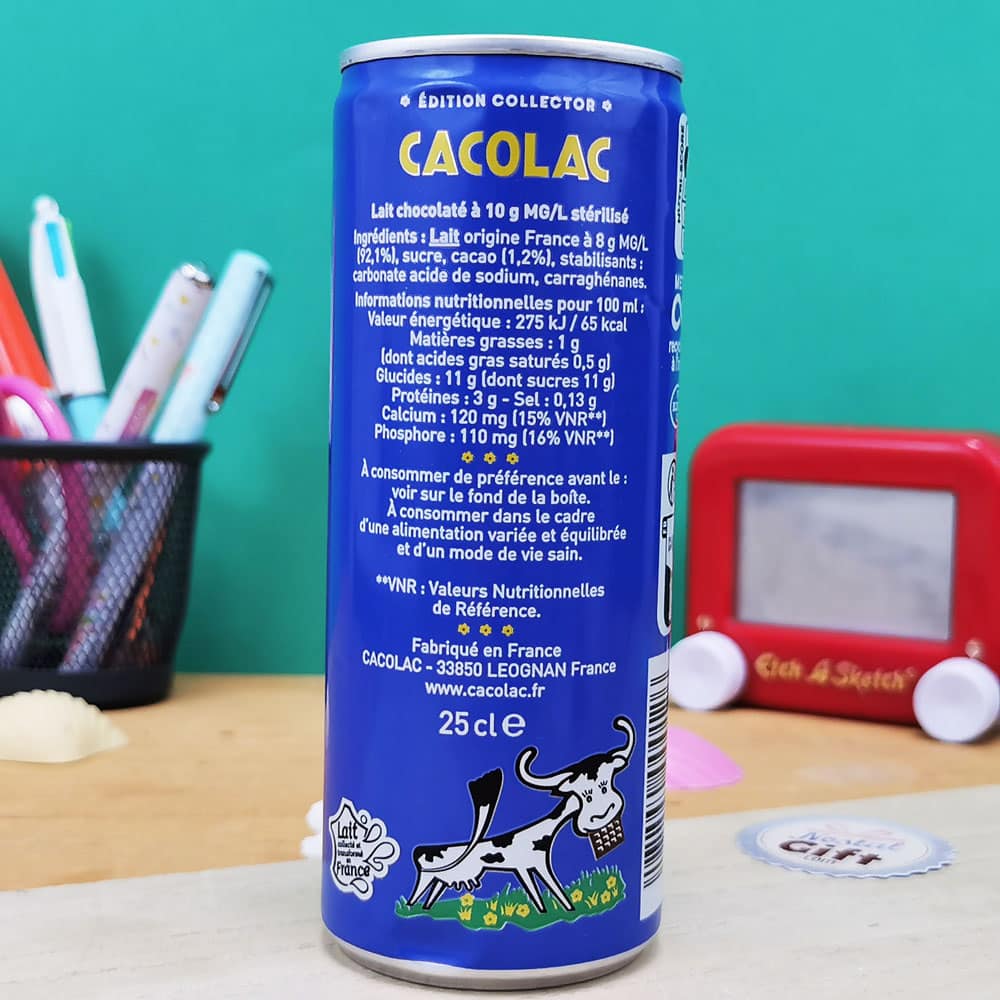 ÉDITION COLLECTOR
CACOLAC
Lait chocolaté à 10 g MG/L stérilisé
Ingrédients : Lait origine France à 8 g MG/L
(92,1%), sucre, cacao (1,2%), stabilisants :
carbonate acide de sodium, carraghénanes.
Informations nutritionnelles pour 100 ml :
Valeur énergétique : 275 kJ / 65 kcal
Matières grasses : 1 g
(dont acides gras saturés 0,5 g)
Glucides : 11 g (dont sucres 11 g)
Protéines : 3 g - Sel : 0,13 g
Calcium : 120 mg (15% VNR**)
Phosphore : 110 mg (16% VNR**)
À consommer de préférence avant le :
voir sur le fond de la boîte.
À consommer dans le cadre
d'une alimentation variée et équilibrée
et d'un mode de vie sain.
**VNR : Valeurs Nutritionnelles
de Référence.
Fabriqué en France
CACOLAC - 33850 LEOGNAN France
www.cacolac.fr
25 cl e
Lait
collecté et
transformé
en
France
NUTRI-SCORE
Etch A Sketch
Gift